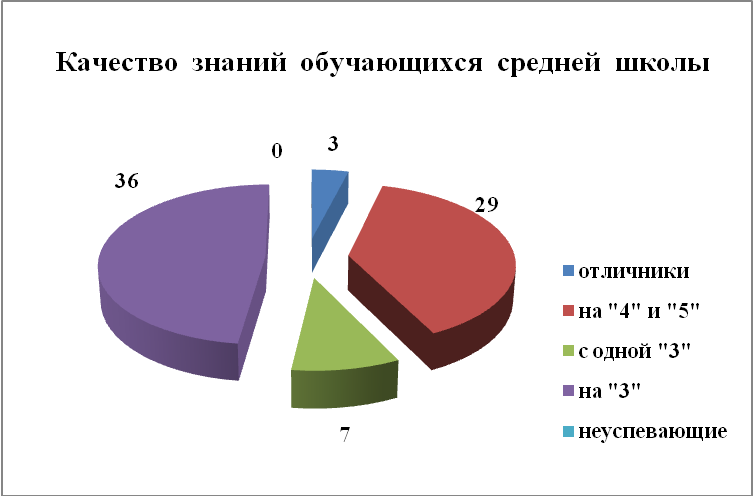 Качество знаний обучающихся средней школы
0
3
36
29
7
отличники
на "4" и "5"
с одной "3"
на "3"
неуспевающие